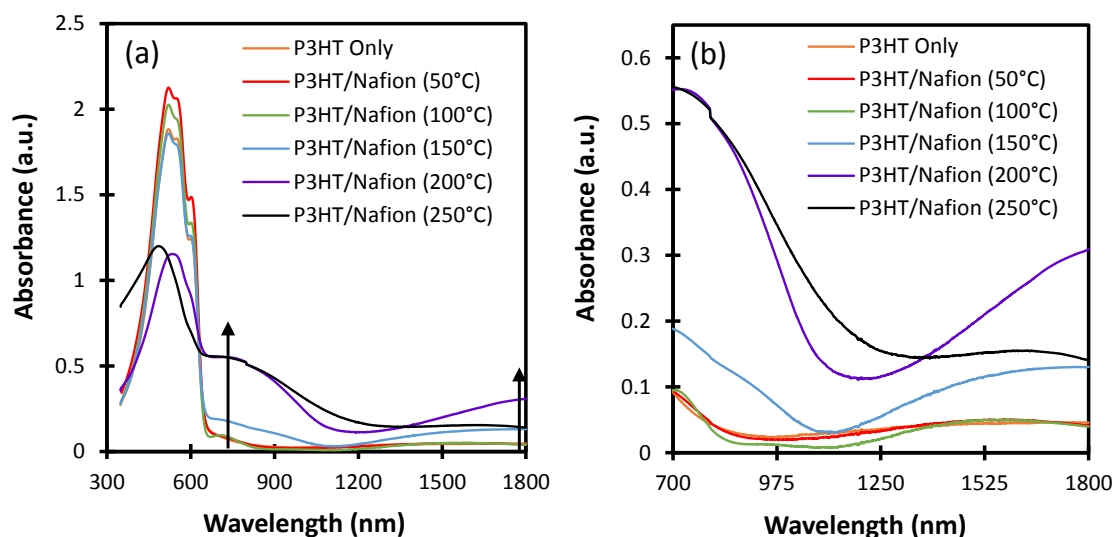 (a)
P3HT Only
P3HT/Nafion (50°C)
P3HT/Nafion (100°C)
P3HT/Nafion (150°C)
P3HT/Nafion (200°C)
P3HT/Nafion (250°C)
2.5
2
1.5
1
0.5
0
Absorbance (a.u.)
300 600 900 1200 1500 1800
Wavelength (nm)
(b)
P3HT Only
P3HT/Nafion (50°C)
P3HT/Nafion (100°C)
P3HT/Nafion (150°C)
P3HT/Nafion (200°C)
P3HT/Nafion (250°C)
0.6
0.5
0.4
0.3
0.2
0.1
0
Absorbance (a.u.)
700 975 1250 1525 1800
Wavelength (nm)